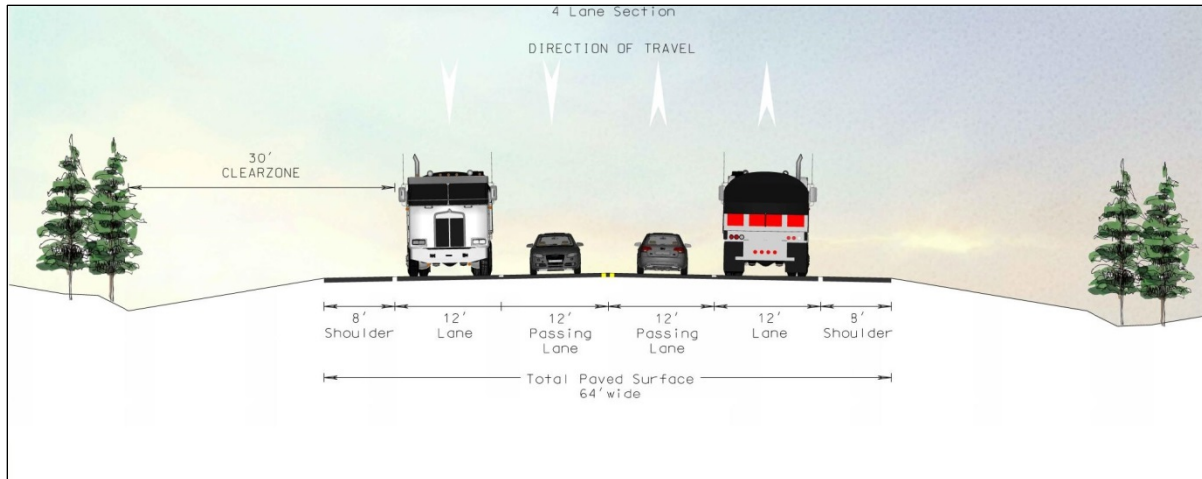 4 Lane Section
DIRECTION OF TRAVEL
30'
CLEARZONE
8'
Shoulder
12'
Lane
12'
Passing
Lane
12'
Passing
Lane
12'
Lane
8'
Shoulder
Total Paved Surface
64'wide